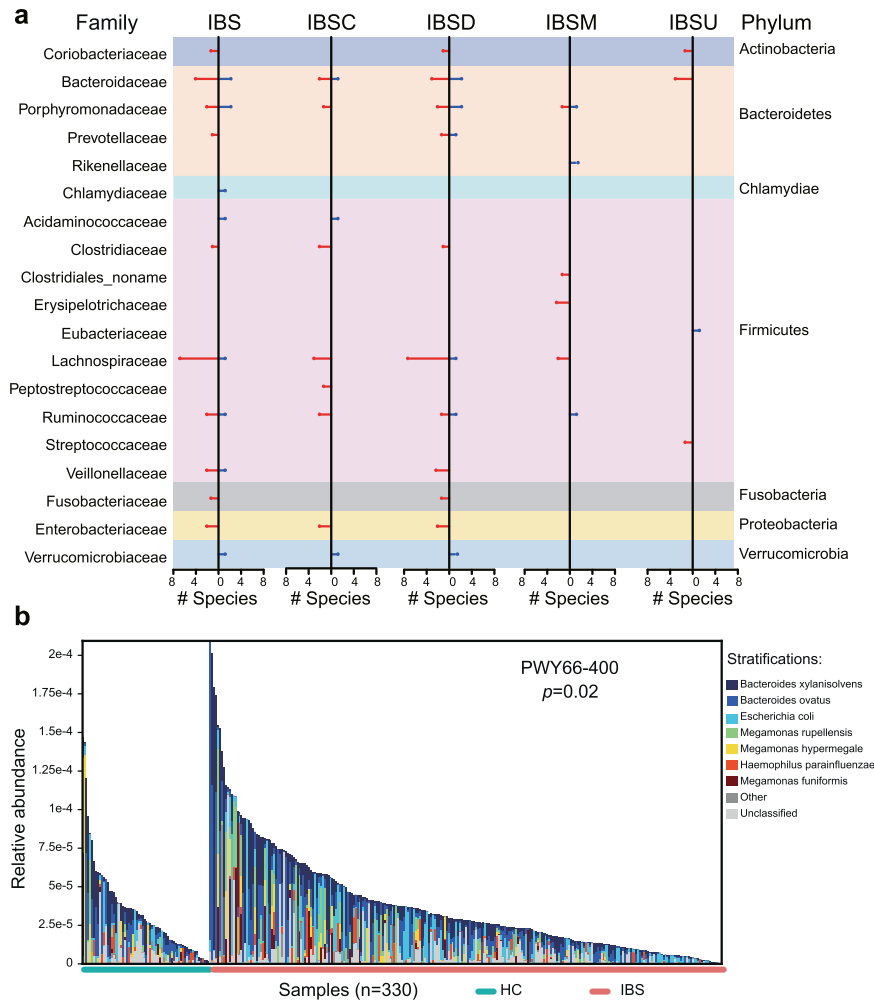 a
Family IBS IBSC IBSD IBSM IBSU Phylum
Coriobacteriaceae Actinobacteria
Bacteroidaceae
Porphyromonadaceae Bacteroidetes
Prevotellaceae
Rikenellaceae
Chlamydiaceae Chlamydiae
Acidaminococcaceae
Clostridiaceae
Clostridiales_noname
Erysipelotrichaceae
Eubacteriaceae Firmicutes
Lachnospiraceae
Peptostreptococcaceae
Ruminococcaceae
Streptococcaceae
Veillonellaceae
Fusobacteriaceae Fusobacteria
Enterobacteriaceae Proteobacteria
Verrucomicrobiaceae Verrucomicrobia
8 4 0 4 8 8 4 0 4 8 8 4 0 4 8 8 4 0 4 8 8 4 0 4 8
# Species # Species # Species # Species # Species
b
Relative abundance
2e-4
1.75e-4
1.5e-4
1.25e-4
1e-4
7.5e-5
5e-5
2.5e-5
0
PWY66-400
p=0.02
Stratifications:
Bacteroides xylanisolvens
Bacteroides ovatus
Escherichia coli
Megamonas rupellensis
Megamonas hypermegale
Haemophilus parainfluenzae
Megamonas funiformis
Other
Unclassified
Samples (n=330) HC IBS